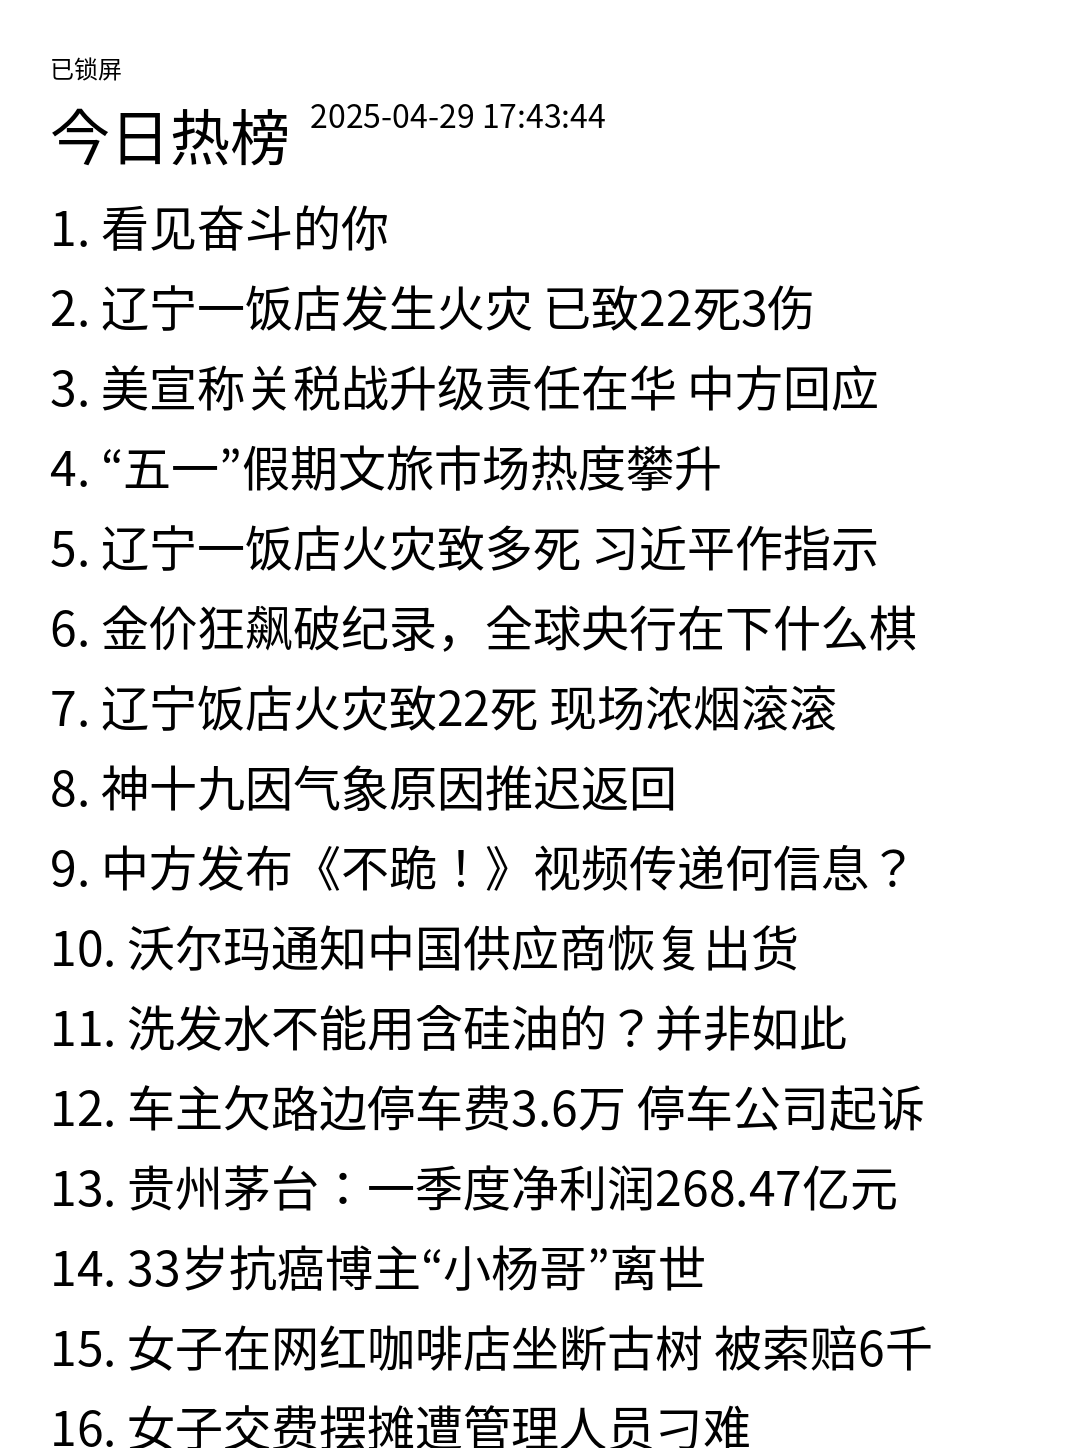 已锁屏
今日热榜 2025-04-29 17:43:44
1. 看见奋斗的你
2. 辽宁一饭店发生火灾 已致22死3伤
3. 美宣称关税战升级责任在华 中方回应
4. “五一”假期文旅市场热度攀升
5. 辽宁一饭店火灾致多死 习近平作指示
6. 金价狂飙破纪录，全球央行在下什么棋
7. 辽宁饭店火灾致22死 现场浓烟滚滚
8. 神十九因气象原因推迟返回
9. 中方发布《不跪！》视频传递何信息？
10. 沃尔玛通知中国供应商恢复出货
11. 洗发水不能用含硅油的？并非如此
12. 车主欠路边停车费3.6万 停车公司起诉
13. 贵州茅台：一季度净利润268.47亿元
14. 33岁抗癌博主“小杨哥”离世
15. 女子在网红咖啡店坐断古树 被索赔6千
16. 女子交费摆摊遭管理人员刁难